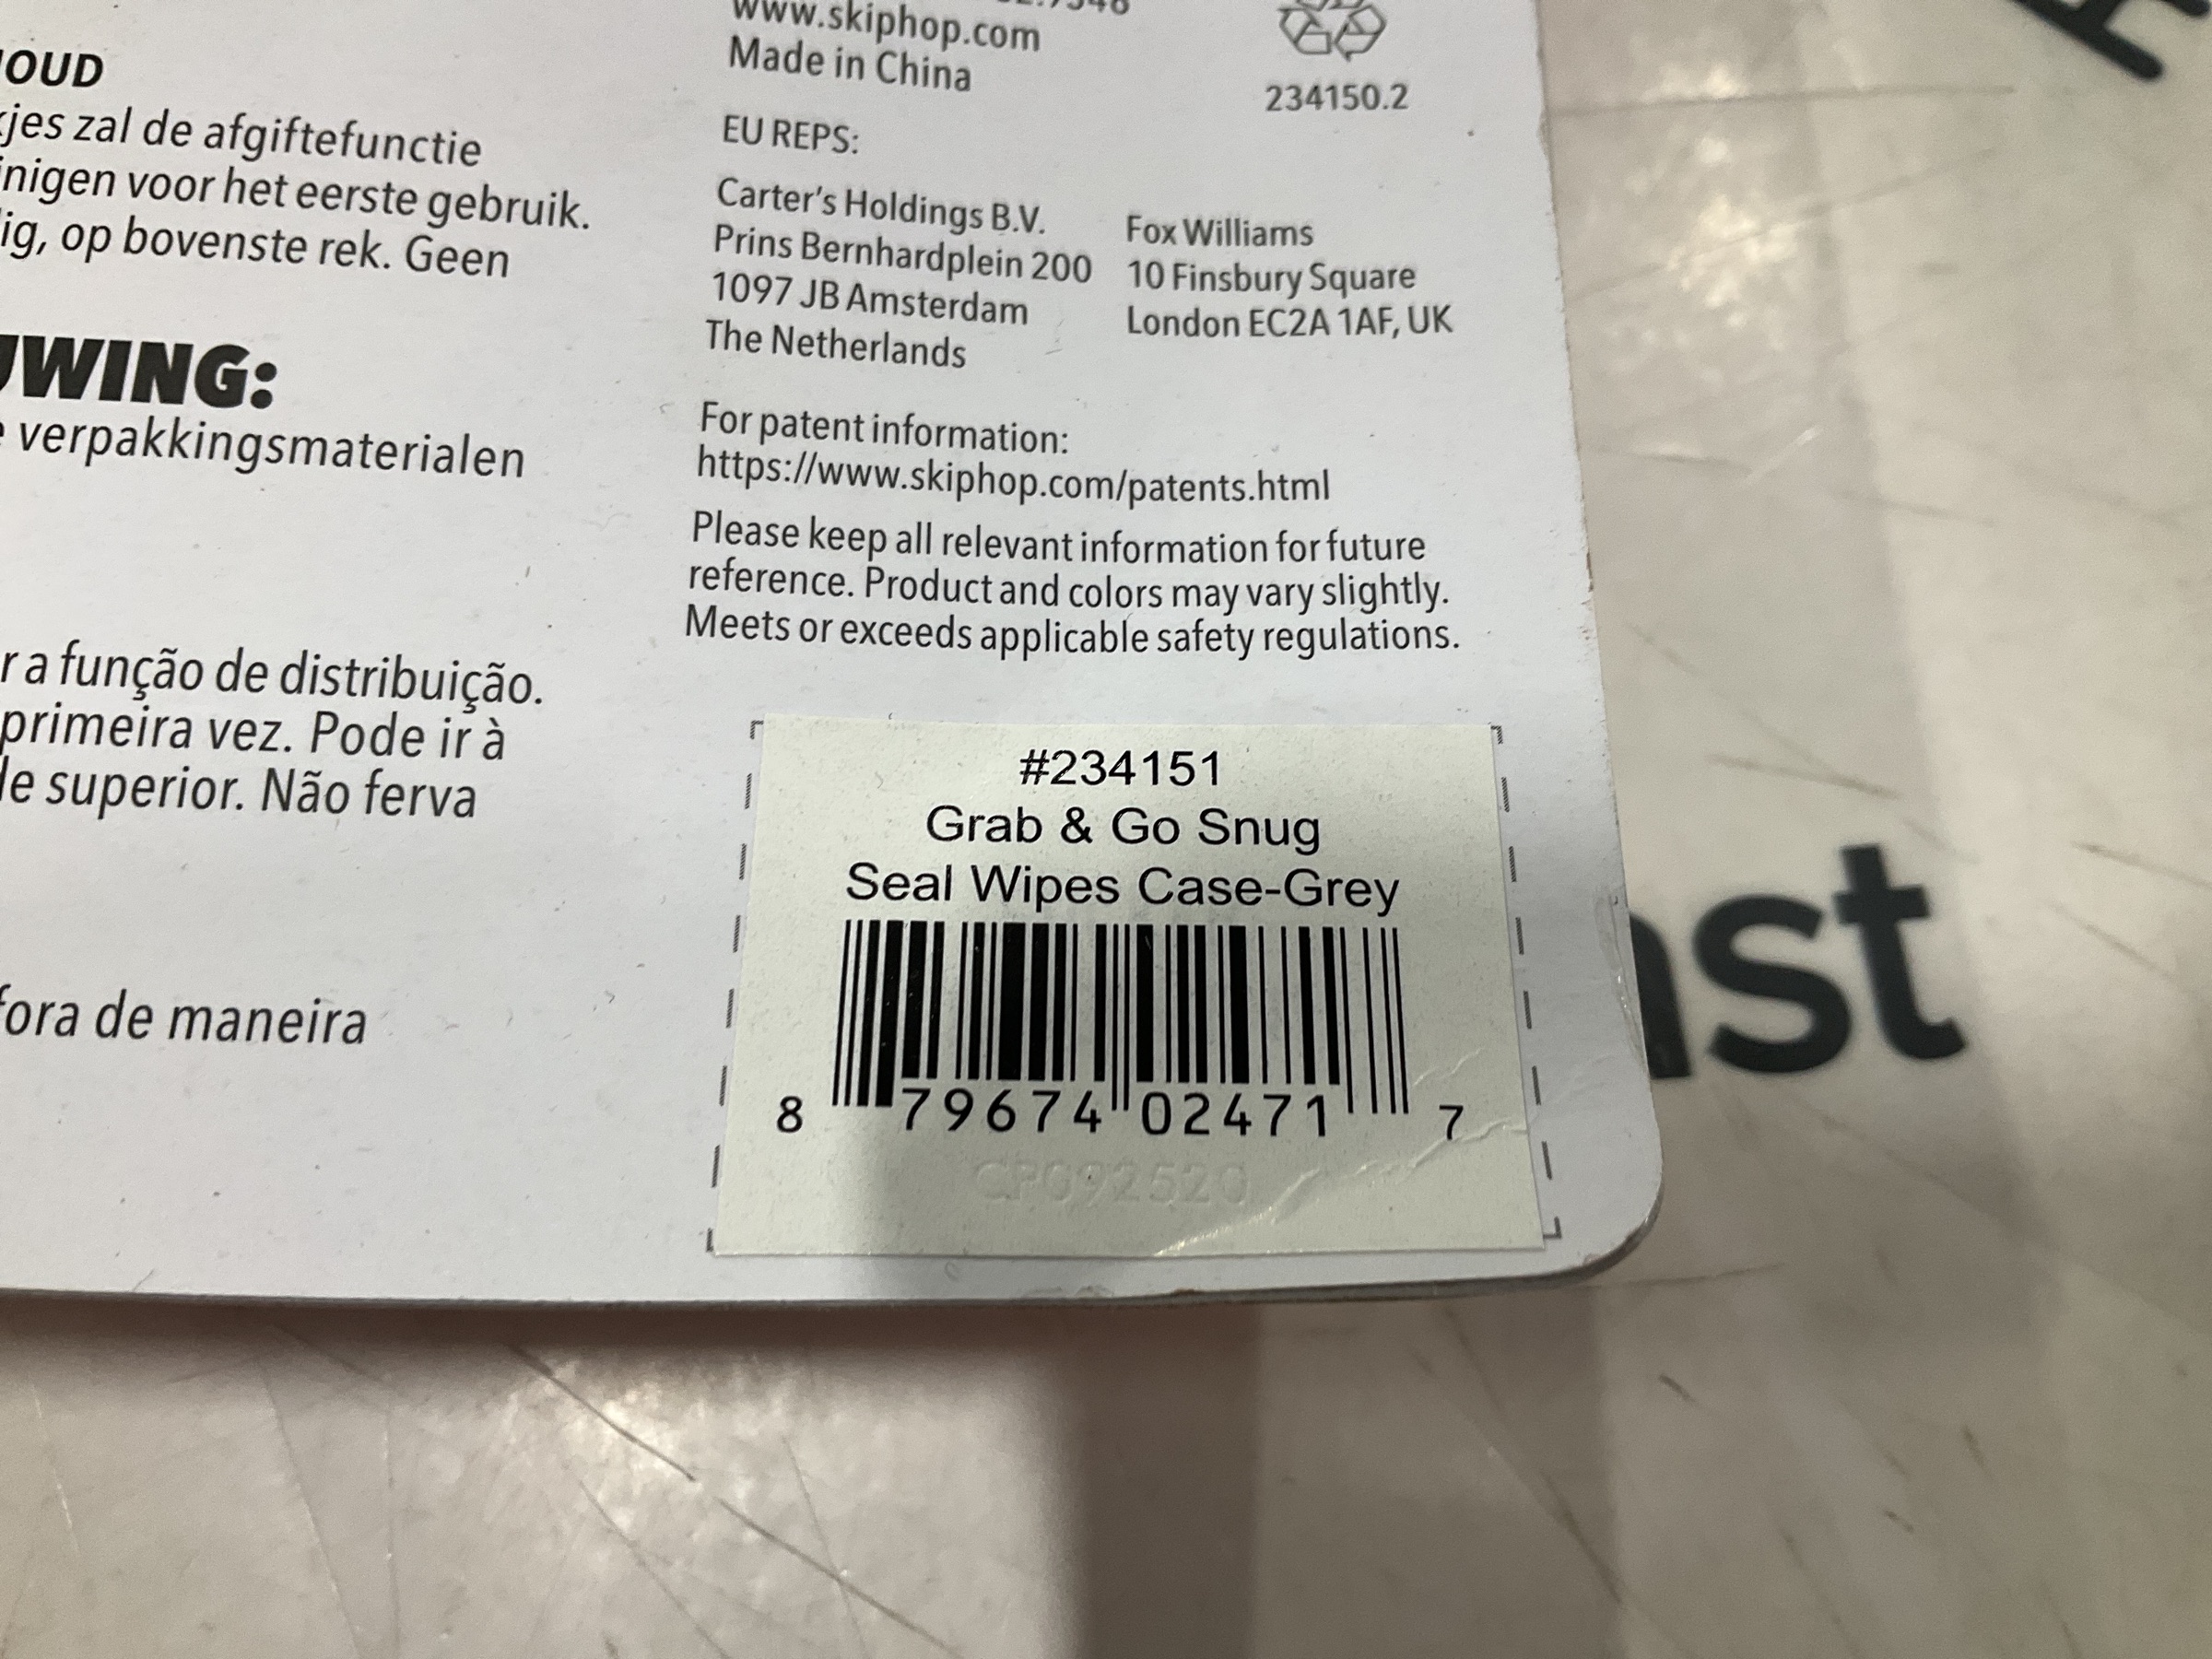 OUD
jes zal de afgiftefunctie
nigen voor het eerste gebruik.
ig, op bovenste rek. Geen
WING:
verpakkingsmaterialen
r a função de distribuição.
primeira vez. Pode ir à
le superior. Não ferva
fora de maneira
www.skiphop.com
Made in China
234150.2
EU REPS:
Carter's Holdings B.V.
Prins Bernhardplein 200
1097 JB Amsterdam
The Netherlands
Fox Williams
10 Finsbury Square
London EC2A 1AF, UK
For patent information:
https://www.skiphop.com/patents.html
Please keep all relevant information for future
reference. Product and colors may vary slightly.
Meets or exceeds applicable safety regulations.
#234151
Grab & Go Snug
Seal Wipes Case-Grey
8 79674 02471 7
ast